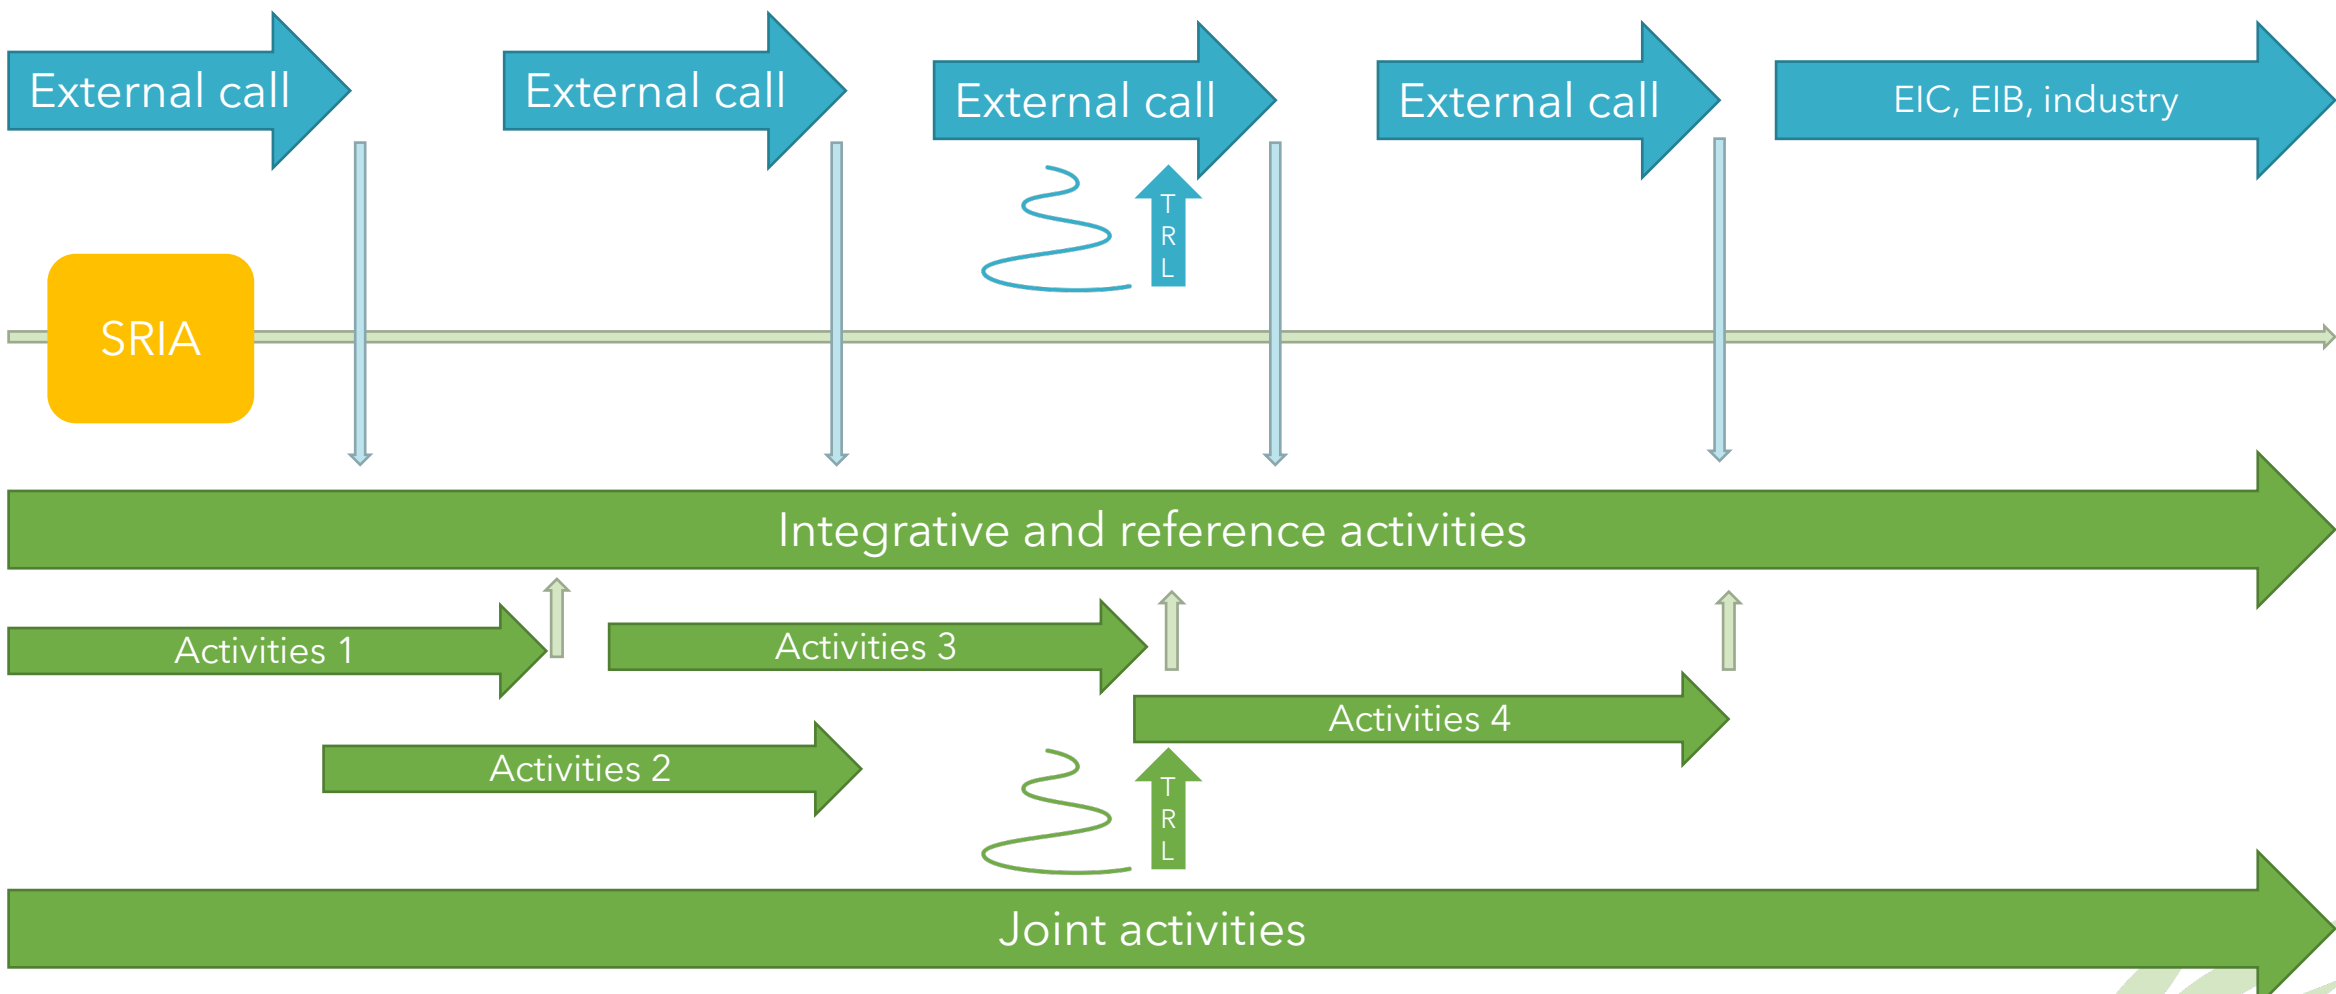 External call
External call
External call
External call
EIC, EIB, industry
T
R
L
SRIA
Integrative and reference activities
Activities 1
Activities 3
Activities 4
Activities 2
T
R
L
Joint activities